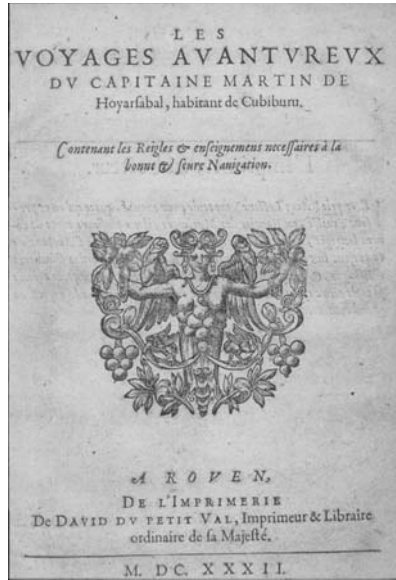 LES
VOYAGES AVANTVREVX
DV CAPITAINE MARTIN DE
Hoyarſabal, habitant de Cubiburu.
Contenant les Reigles & enſeignemens neceſſaires à la
bonne & ſeure Nauigation.
A ROVEN,
DE L'IMPRIMERIE
De DAVID DV PETIT VAL, Imprimeur & Libraire
ordinaire de ſa Majeſté.
M. DC. XXXII.